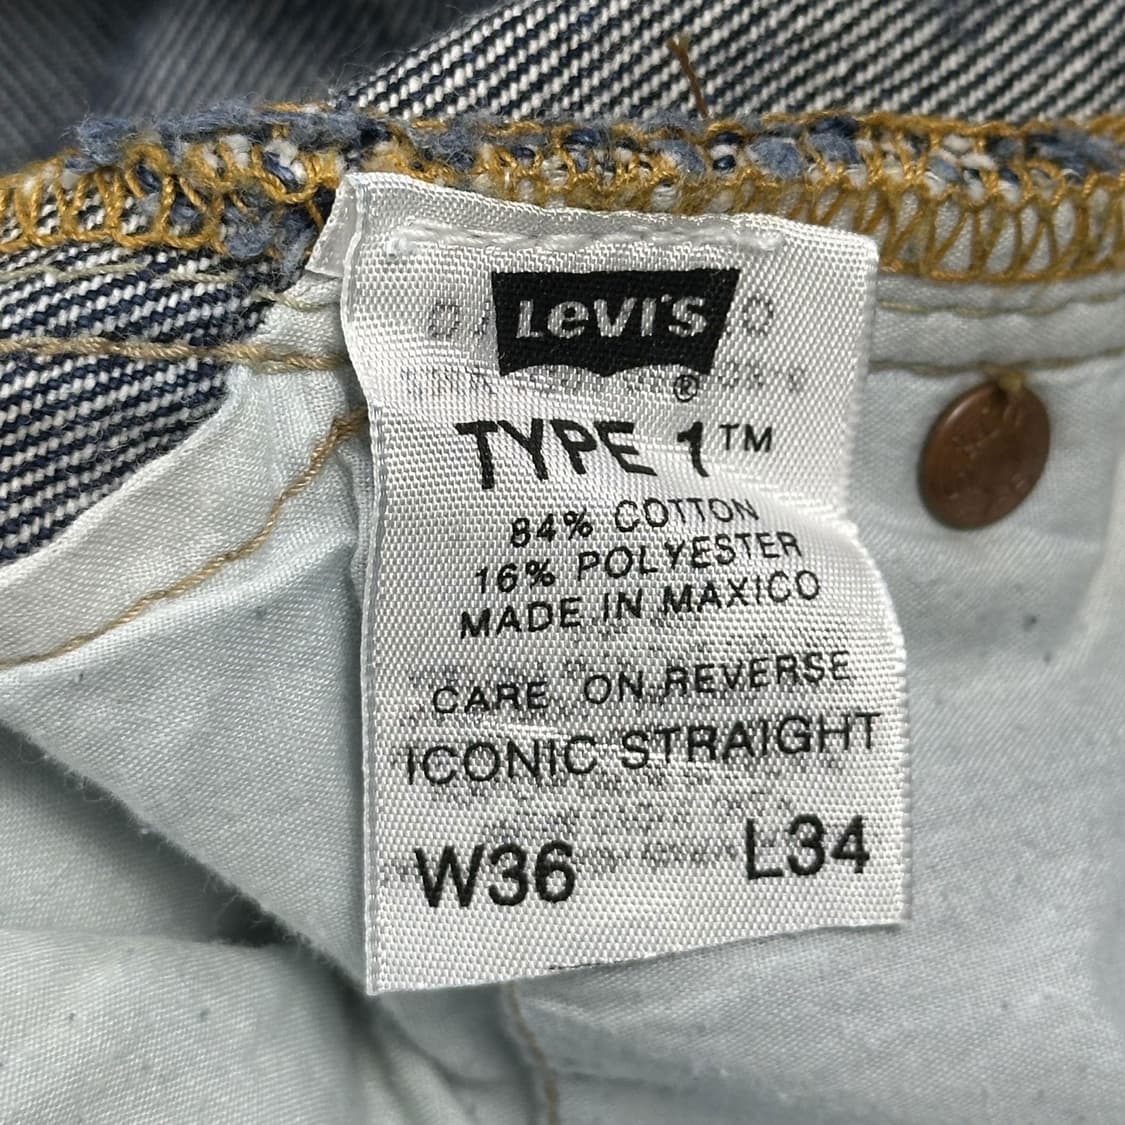 LeVI'S
®
TYPE 1™
84% COTTON
16% POLYESTER
MADE IN MAXICO
CARE ON REVERSE
ICONIC STRAIGHT
W36 L34